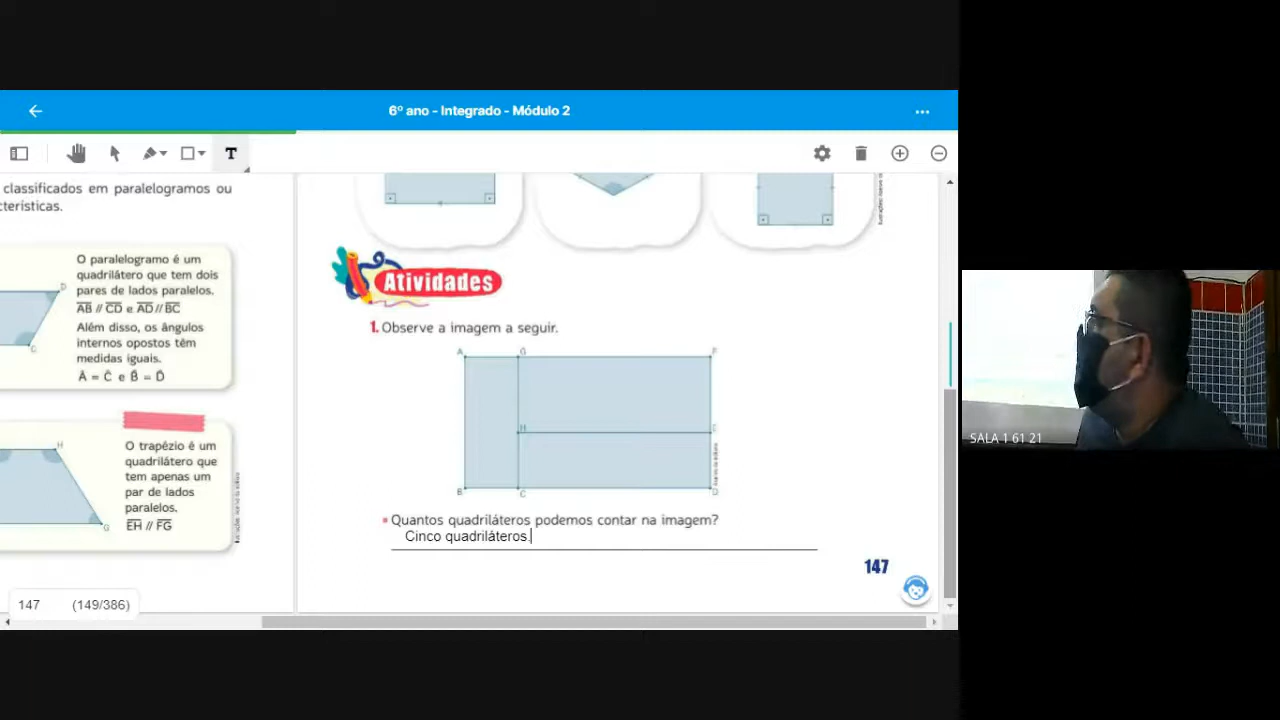 6º ano - Integrado - Módulo 2
T
classificados em paralelogramos ou
cterísticas.
O paralelogramo é um
quadrilátero que tem dois
pares de lados paralelos.
AB // CD e AD // BC
Além disso, os ângulos
internos opostos têm
medidas iguais.
Â = Ĉ e B̂ = D̂
D
C
O trapézio é um
quadrilátero que
tem apenas um
par de lados
paralelos.
EH // FG
H
G
147 (149/386)
Atividades
1. Observe a imagem a seguir.
A G F
H E
B C D
Quantos quadriláteros podemos contar na imagem?
Cinco quadriláteros.
147
SALA 1 61 21